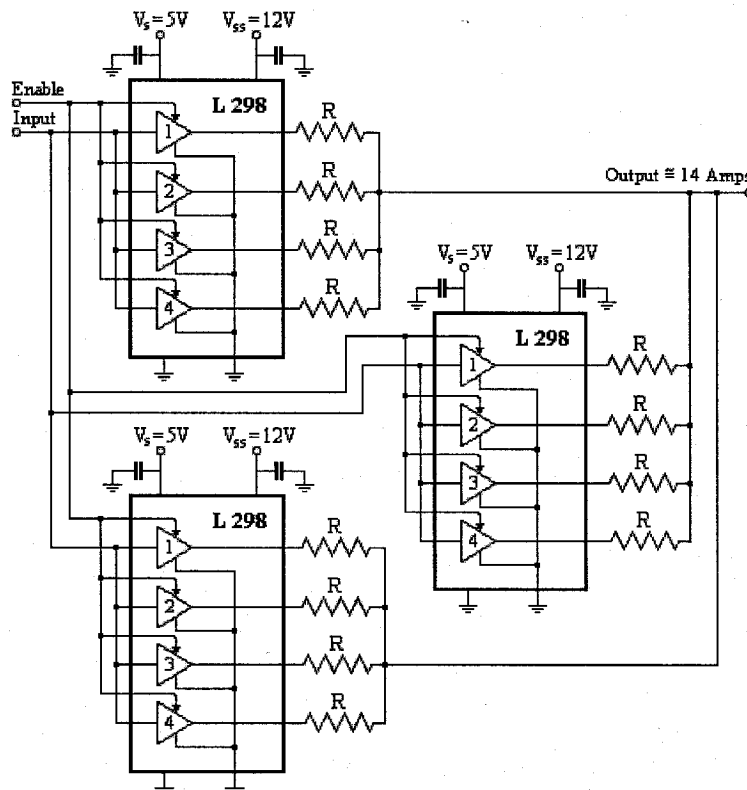 Vs=5V Vss=12V
Enable
Input
L 298
1
2
3
4
R
R
R
R
Output ≅ 14 Amps
Vs=5V Vss=12V
L 298
1
2
3
4
R
R
R
R
Vs=5V Vss=12V
L 298
1
2
3
4
R
R
R
R